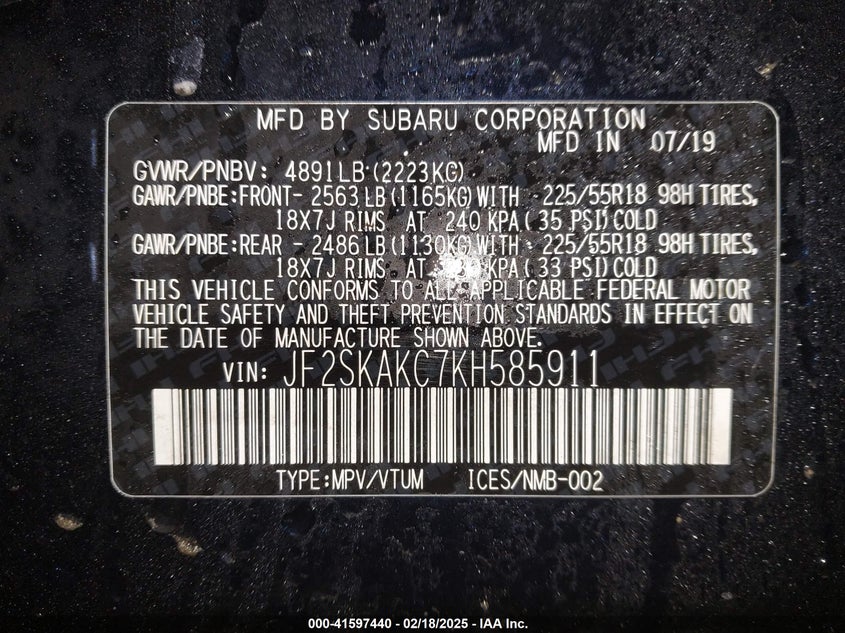 MFD BY SUBARU CORPORATION
MFD IN 07/19
GVWR/PNBV: 4891LB (2223KG)
GAWR/PNBE:FRONT- 2563 LB(1165KG)WITH - 225/55R18 98H TIRES,
18X7J RIMS AT 240 KPA(35 PSI)COLD
GAWR/PNBE:REAR - 2486 LB(1130KG)WITH - 225/55R18 98H TIRES,
18X7J RIMS AT 230 KPA(33 PSI)COLD
THIS VEHICLE CONFORMS TO ALL APPLICABLE FEDERAL MOTOR
VEHICLE SAFETY AND THEFT PREVENTION STANDARDS IN EFFECT ON
THE DATE OF MANUFACTURE SHOWN ABOVE.
VIN: JF2SKAKC7KH585911
TYPE:MPV/VTUM ICES/NMB-002
000-41597440 - 02/18/2025 - IAA Inc.